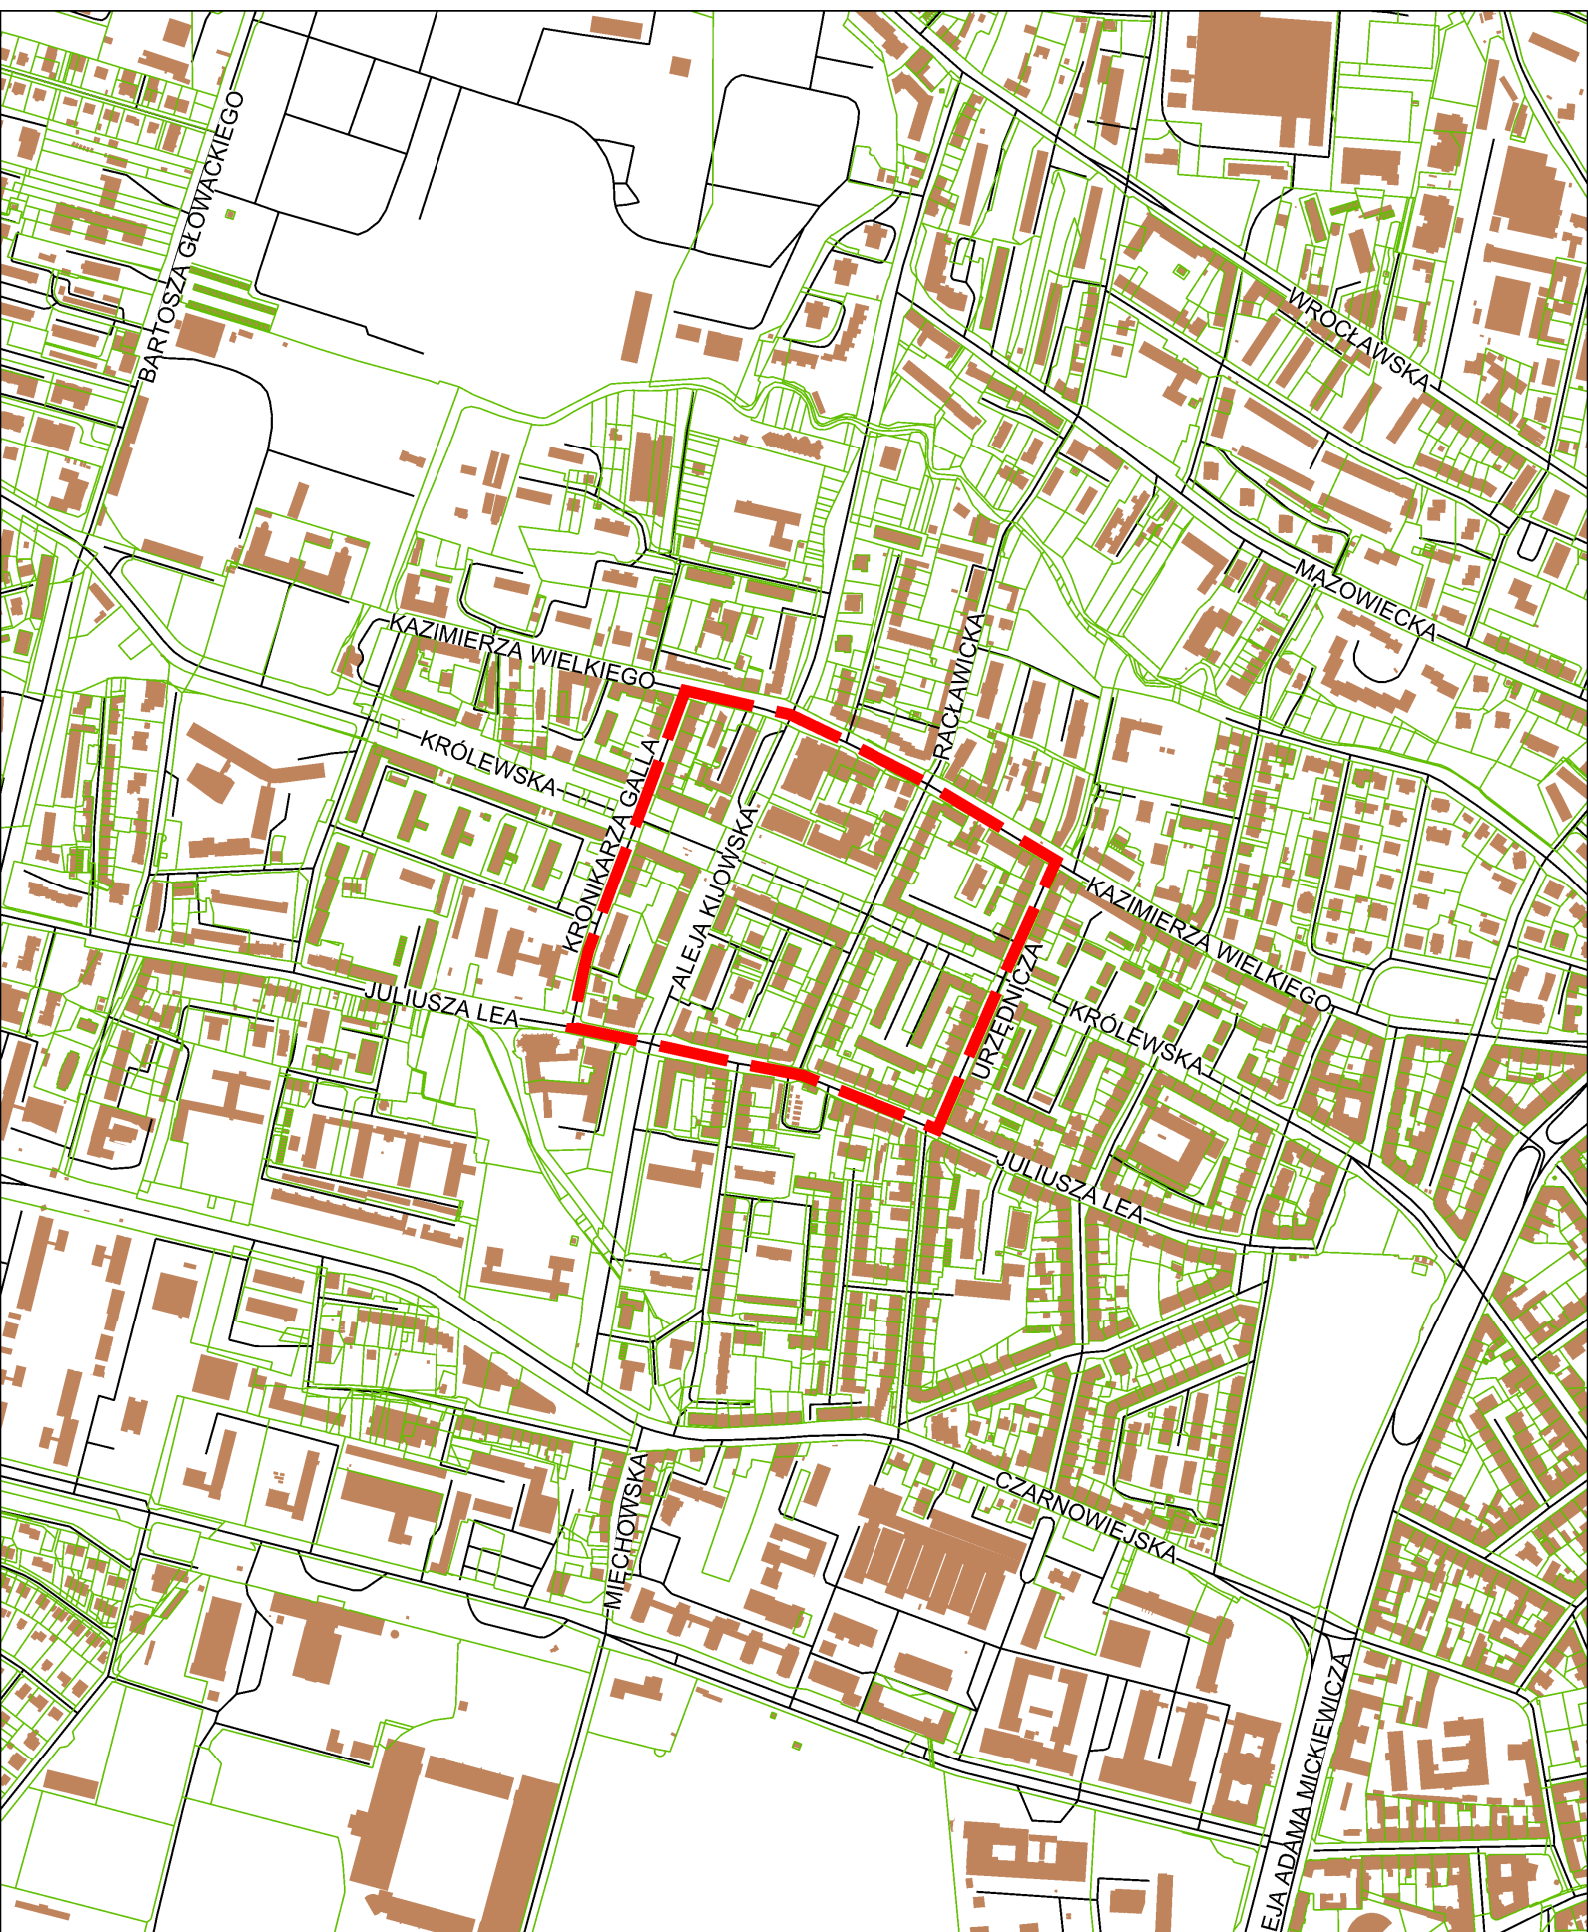 BARTOSZA GŁOWACKIEGO
WROCŁAWSKA
MAZOWIECKA
KAZIMIERZA WIELKIEGO
RACŁAWICKA
KRÓLEWSKA
KRONIKARZA GALLA
ALEJA KIJOWSKA
KAZIMIERZA WIELKIEGO
URZĘDNICZA
JULIUSZA LEA
KRÓLEWSKA
JULIUSZA LEA
MIECHOWSKA
CZARNOWIEJSKA
EJA ADAMA MICKIEWICZA